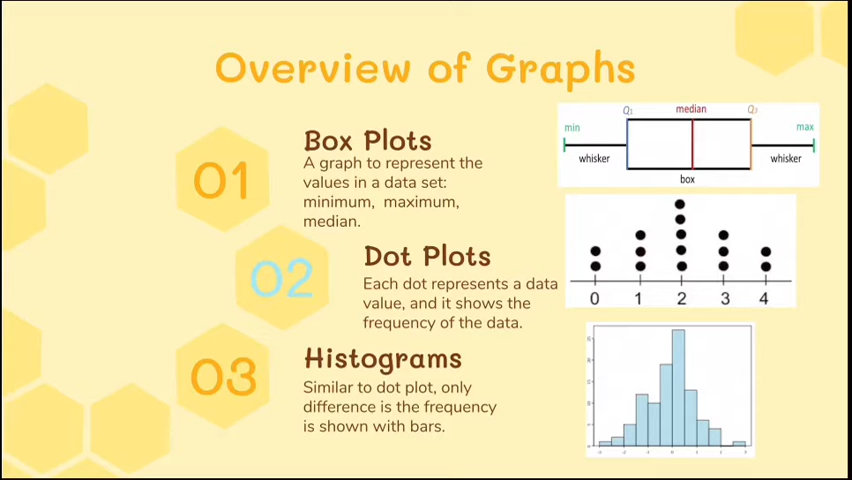 Overview of Graphs
01
Box Plots
A graph to represent the
values in a data set:
minimum, maximum,
median.
Q1 median Q3
min max
whisker whisker
box
02
Dot Plots
Each dot represents a data
value, and it shows the
frequency of the data.
0 1 2 3 4
03
Histograms
Similar to dot plot, only
difference is the frequency
is shown with bars.